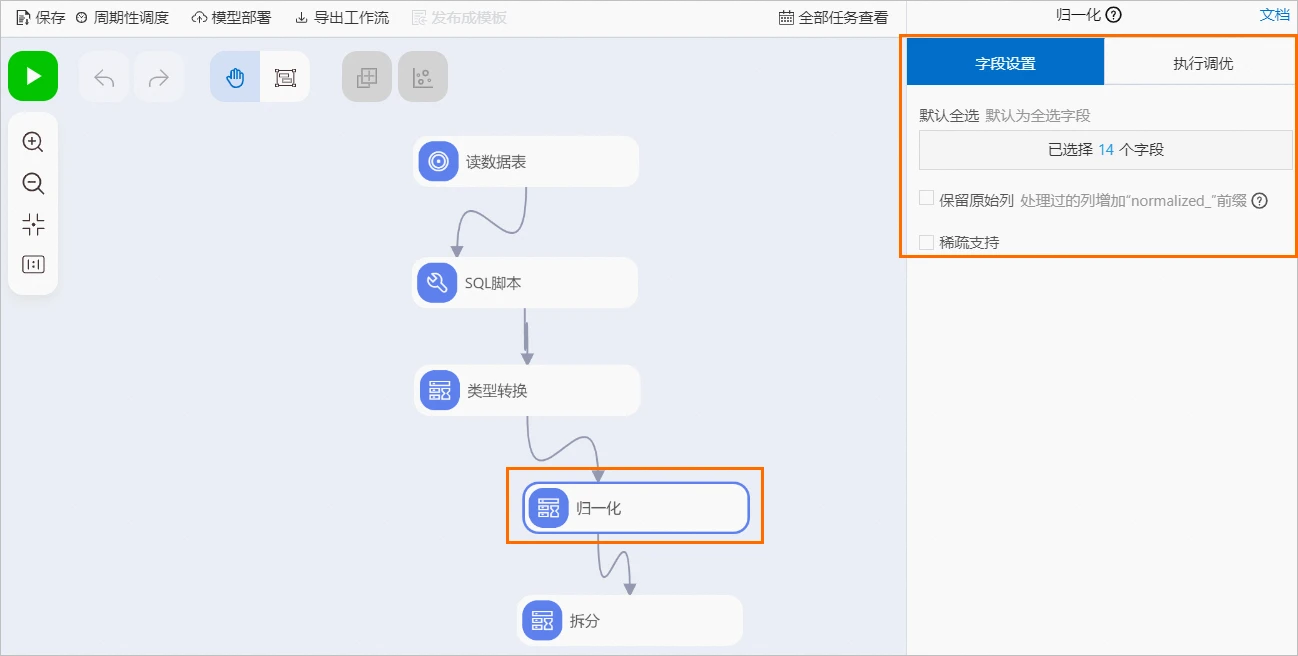 保存 周期性调度 模型部署 导出工作流 发布成模板 全部任务查看
归一化 文档
字段设置 执行调优
默认全选 默认为全选字段
已选择 14 个字段
保留原始列 处理过的列增加"normalized_"前缀
稀疏支持
读数据表
SQL脚本
类型转换
归一化
拆分